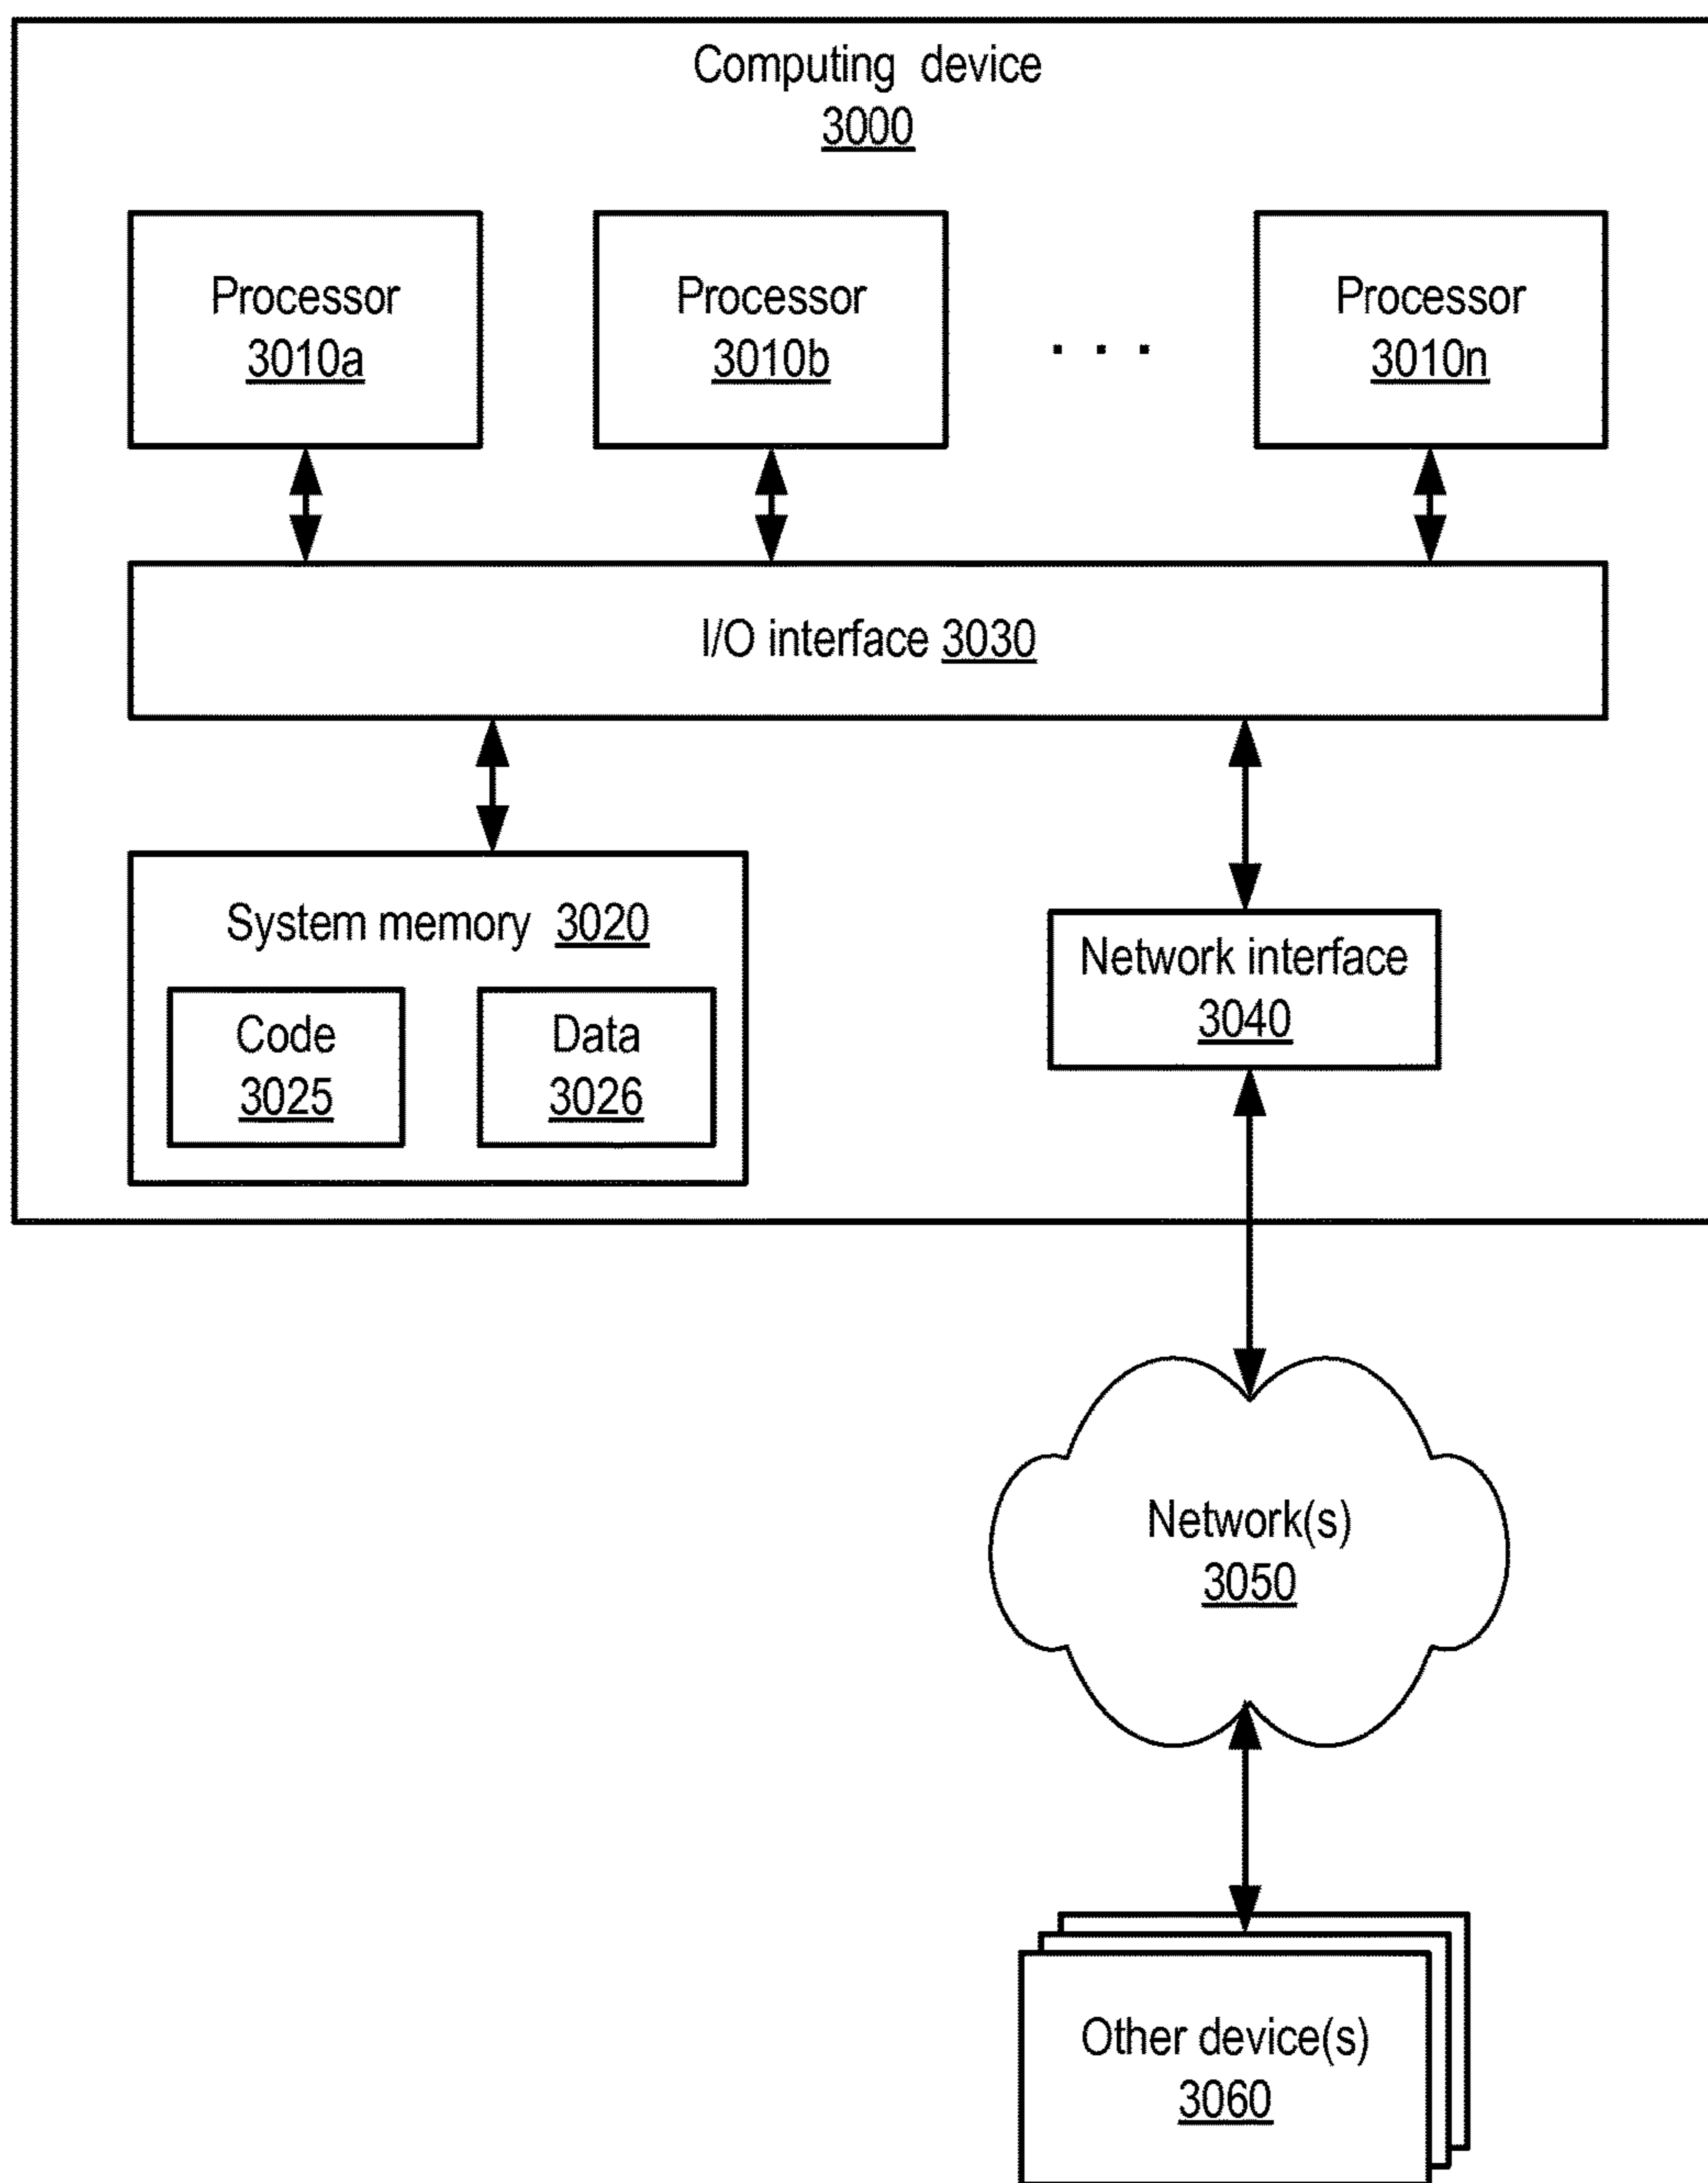 Computing device
3000
Processor
3010a
Processor
3010b
. . .
Processor
3010n
I/O interface 3030
System memory 3020
Code
3025
Data
3026
Network interface
3040
Network(s)
3050
Other device(s)
3060